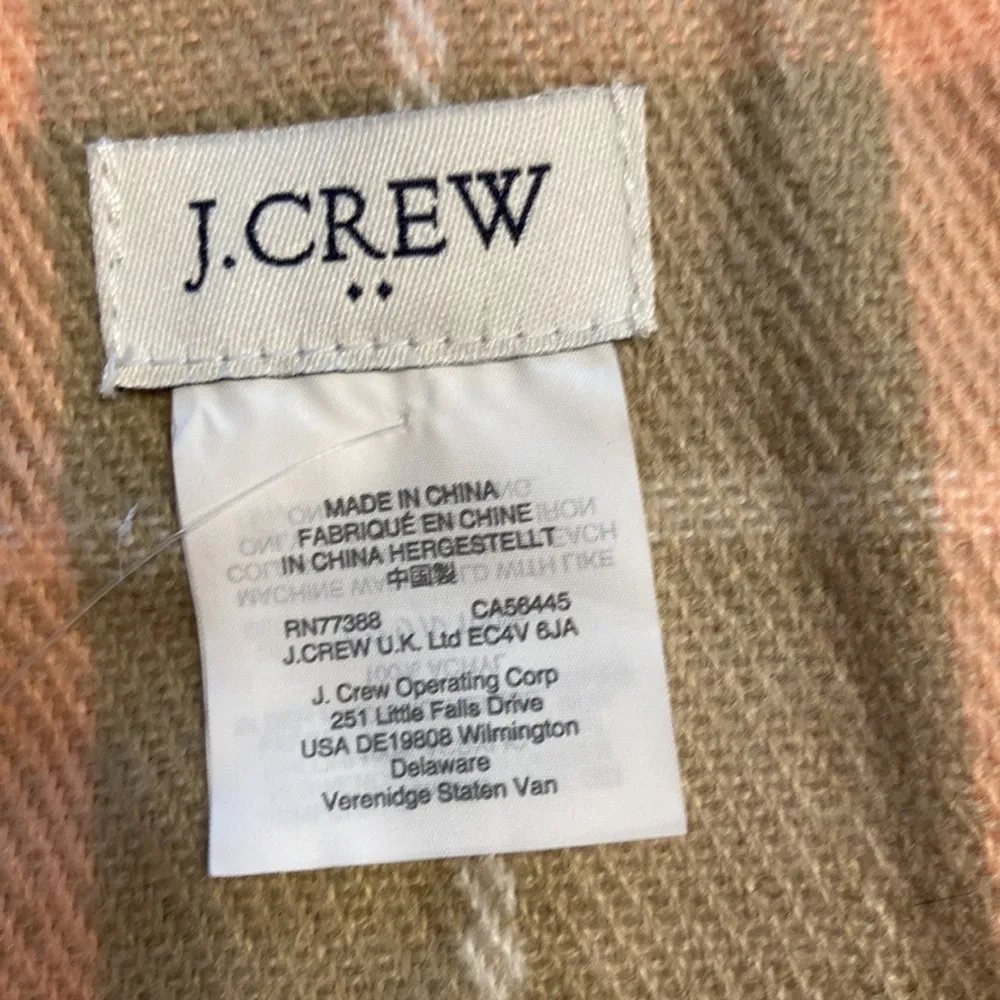 J.CREW
MADE IN CHINA
FABRIQUÉ EN CHINE
IN CHINA HERGESTELLT
中国製
RN77388 CA56445
J.CREW U.K. Ltd EC4V 6JA
J. Crew Operating Corp
251 Little Falls Drive
USA DE19808 Wilmington
Delaware
Verenidge Staten Van